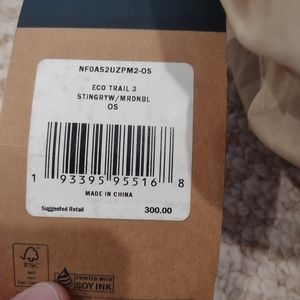 NF0A52UZPM2-OS
ECO TRAIL 3
STINGRYW/MRDNBL
OS
1 93395 95516 8
MADE IN CHINA
Suggested Retail 300.00
FSC
PRINTED WITH
SOY INK